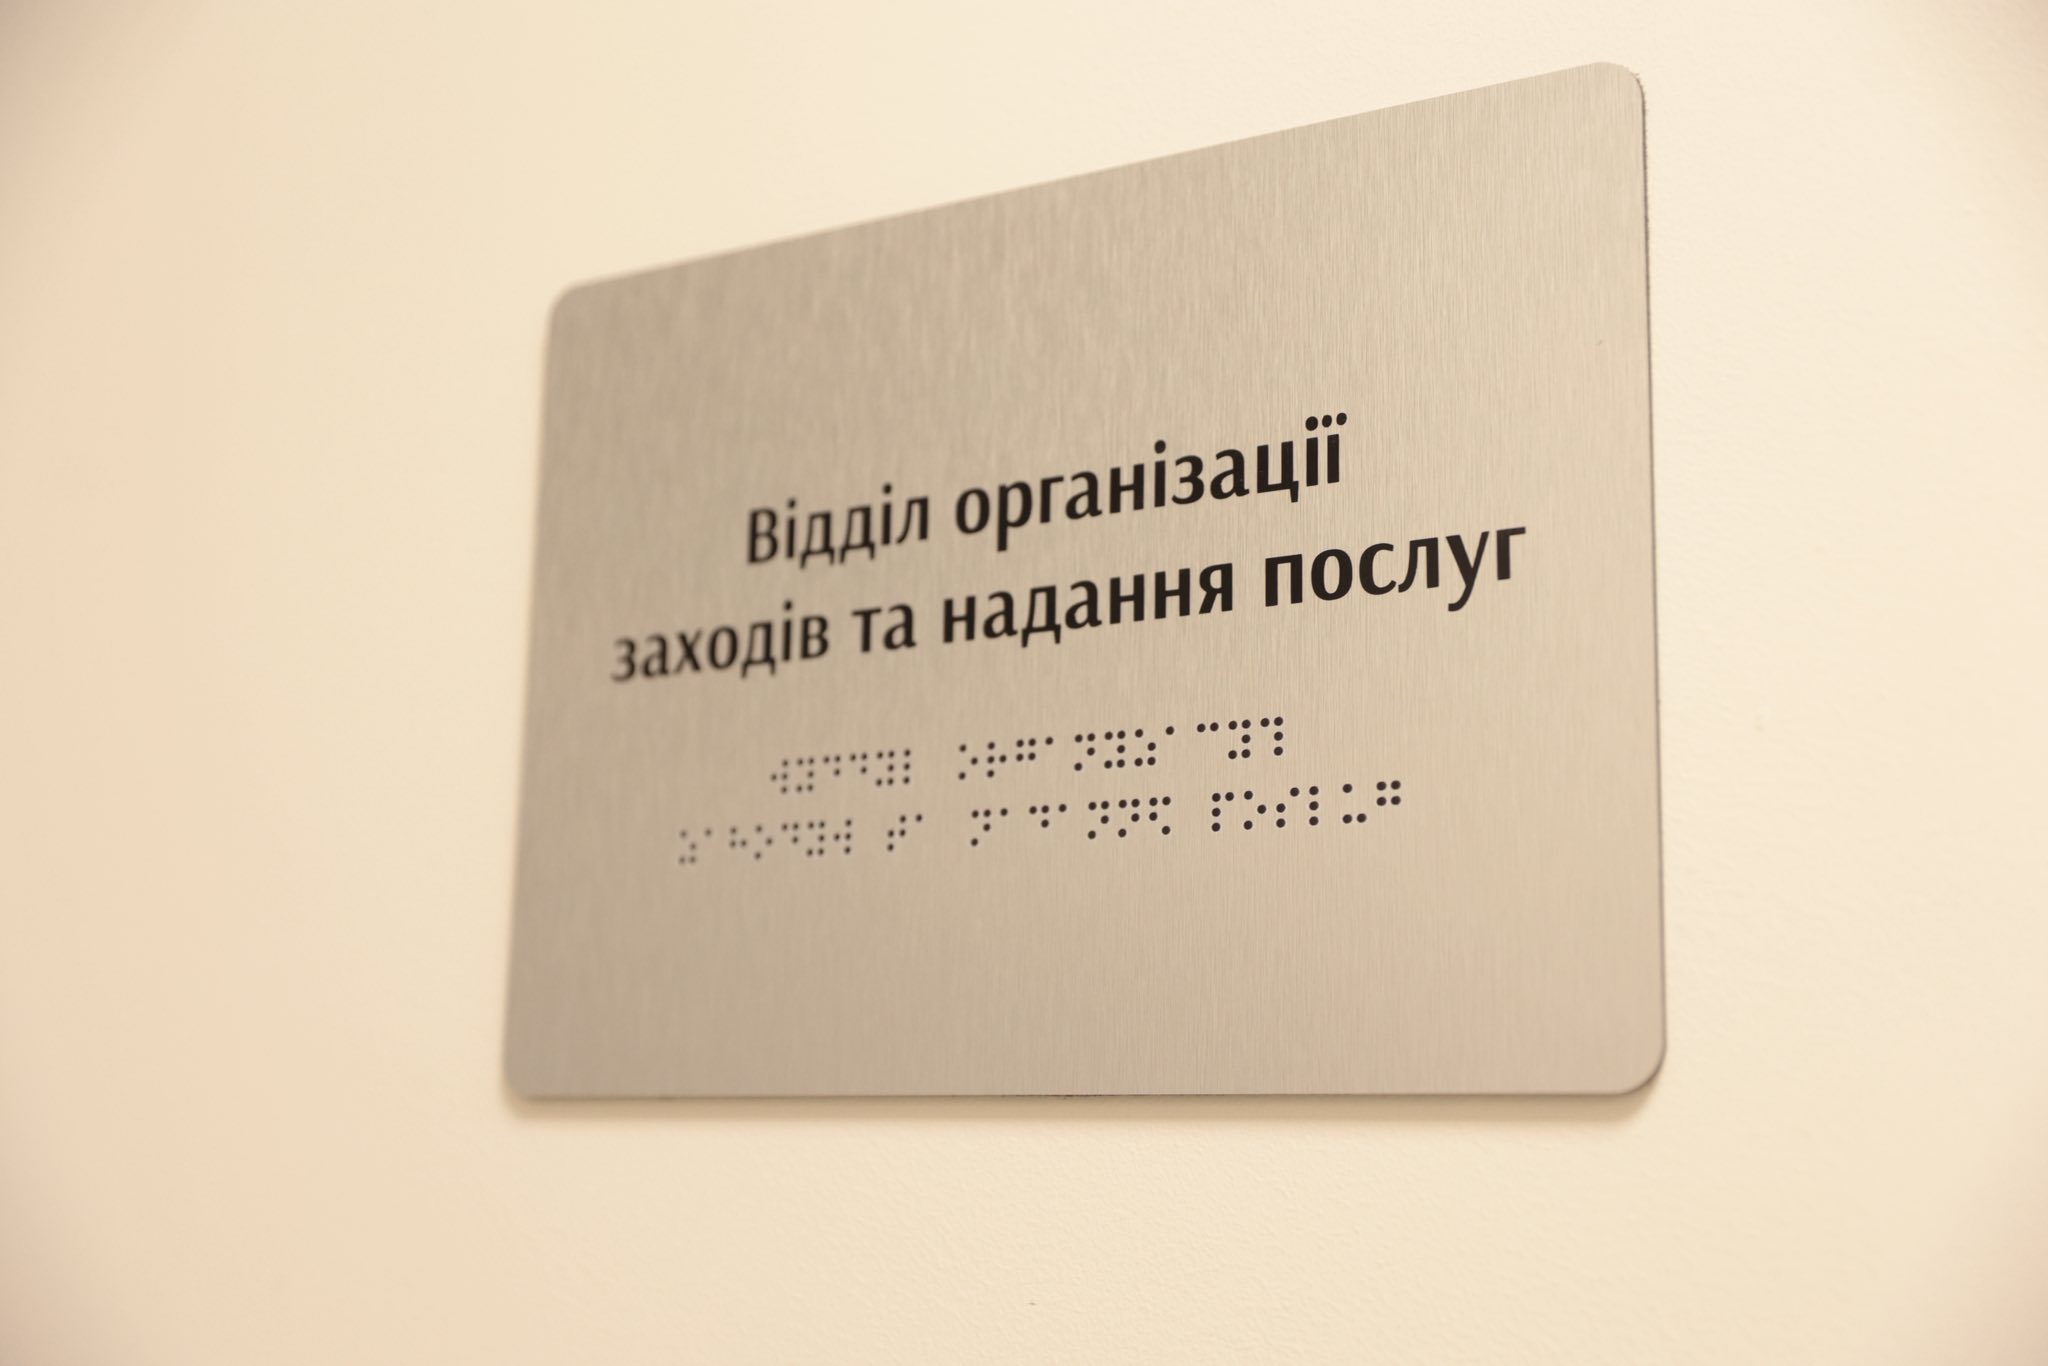 Відділ організації
заходів та надання послуг
⠺⠽⠙⠙⠽⠇ ⠕⠗⠛⠁⠝⠽⠵⠁⠉⠽⠹
⠵⠁⠓⠕⠙⠽⠺ ⠞⠁ ⠝⠁⠙⠁⠝⠝⠫ ⠏⠕⠎⠇⠥⠛